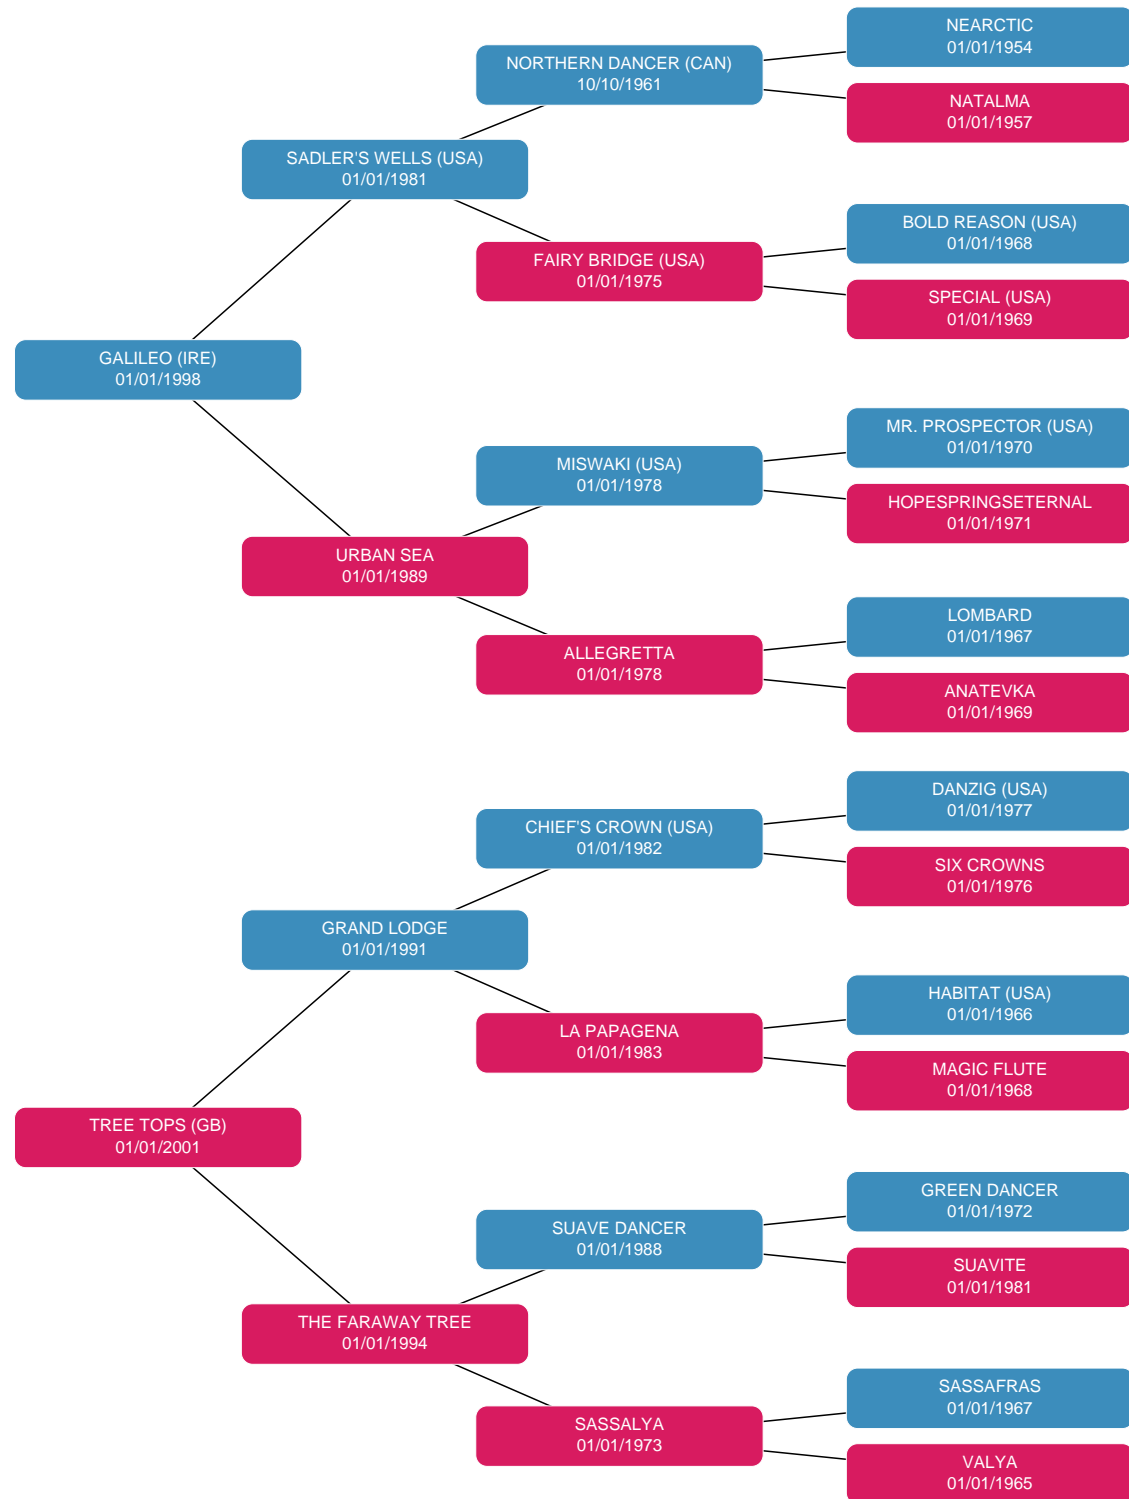 NEARCTIC
01/01/1954
NORTHERN DANCER (CAN)
10/10/1961
NATALMA
01/01/1957
SADLER'S WELLS (USA)
01/01/1981
BOLD REASON (USA)
01/01/1968
FAIRY BRIDGE (USA)
01/01/1975
SPECIAL (USA)
01/01/1969
GALILEO (IRE)
01/01/1998
MR. PROSPECTOR (USA)
01/01/1970
MISWAKI (USA)
01/01/1978
HOPESPRINGSETERNAL
01/01/1971
URBAN SEA
01/01/1989
LOMBARD
01/01/1967
ALLEGRETTA
01/01/1978
ANATEVKA
01/01/1969
DANZIG (USA)
01/01/1977
CHIEF'S CROWN (USA)
01/01/1982
SIX CROWNS
01/01/1976
GRAND LODGE
01/01/1991
HABITAT (USA)
01/01/1966
LA PAPAGENA
01/01/1983
MAGIC FLUTE
01/01/1968
TREE TOPS (GB)
01/01/2001
GREEN DANCER
01/01/1972
SUAVE DANCER
01/01/1988
SUAVITE
01/01/1981
THE FARAWAY TREE
01/01/1994
SASSAFRAS
01/01/1967
SASSALYA
01/01/1973
VALYA
01/01/1965